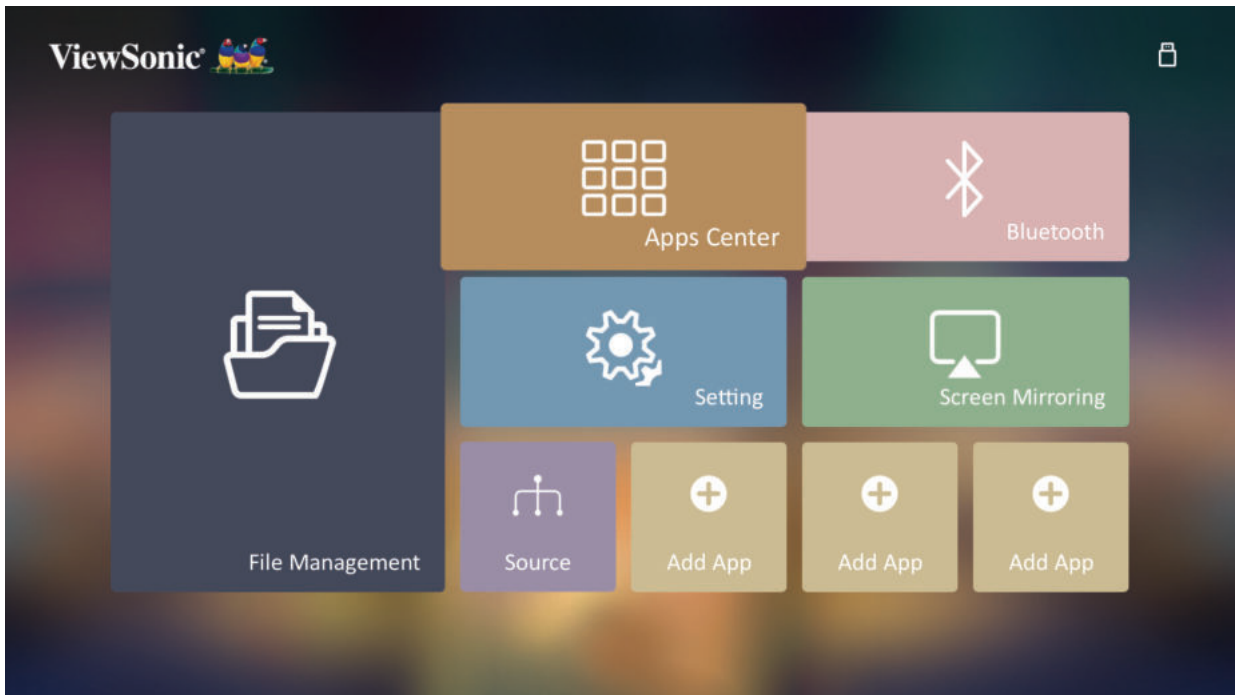 ViewSonic®
Apps Center
Bluetooth
Setting
Screen Mirroring
File Management
Source
Add App
Add App
Add App